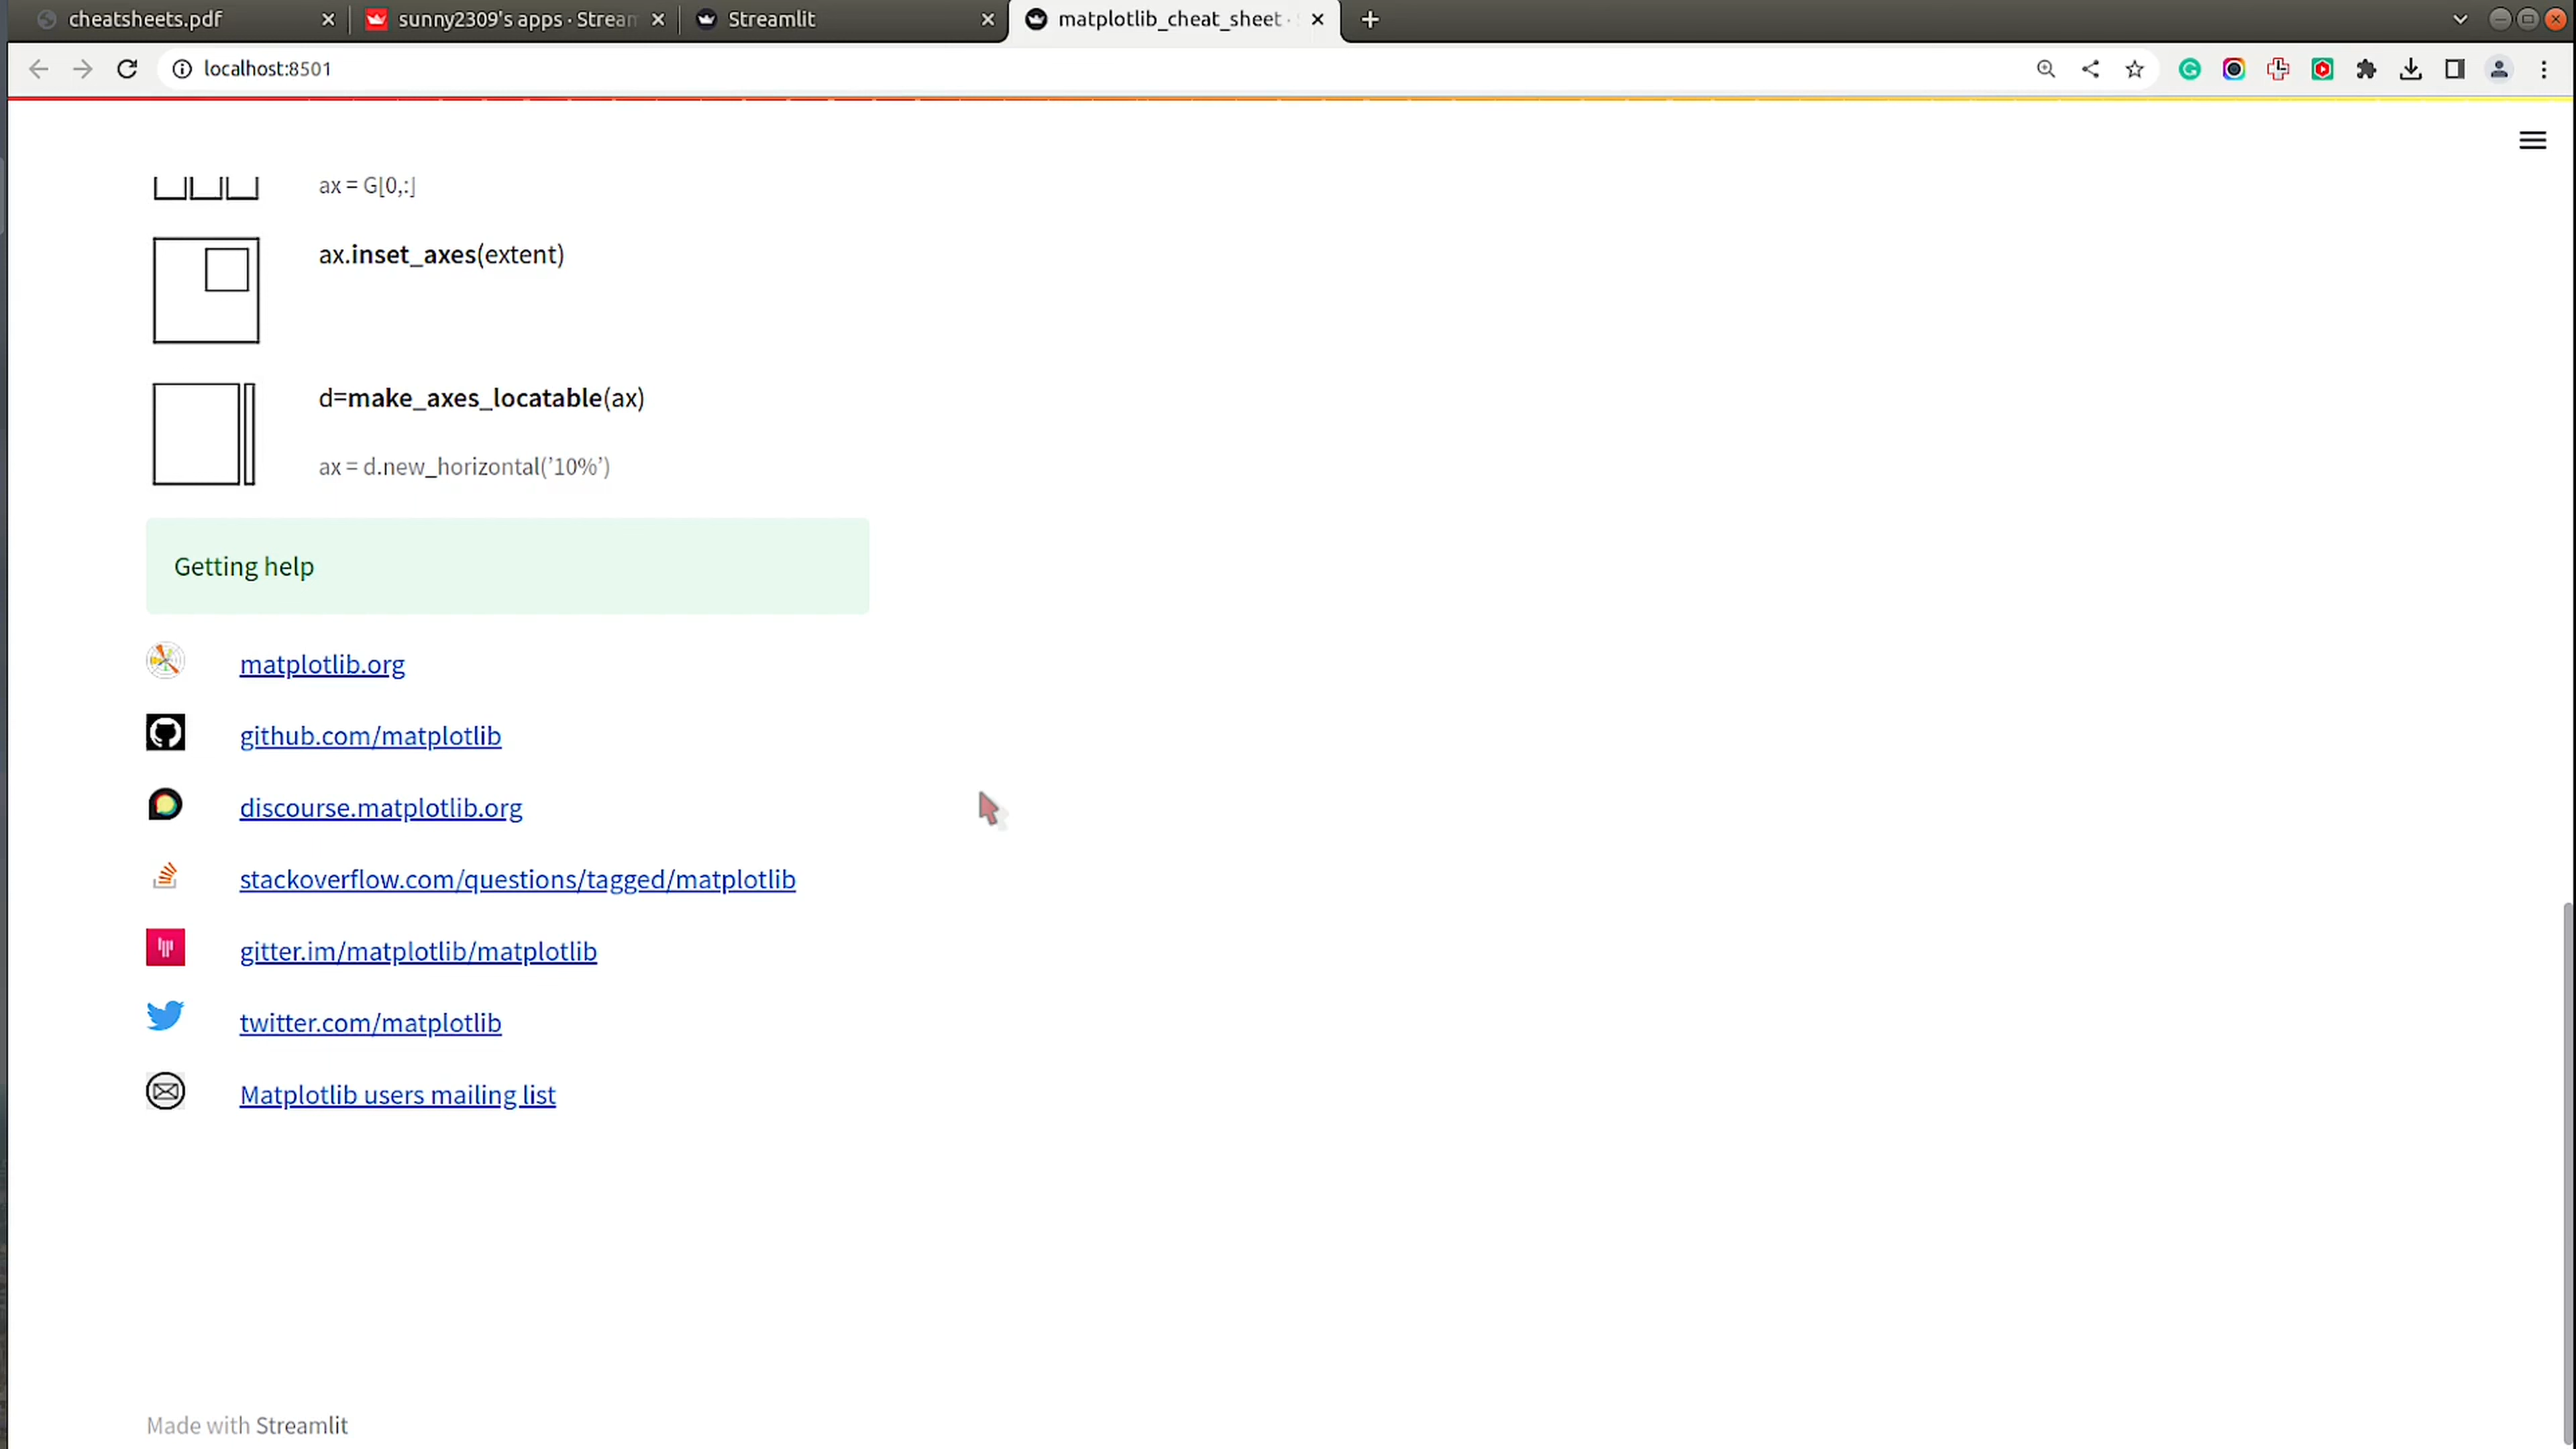 cheatsheets.pdf
sunny2309's apps · Stream
Streamlit
matplotlib_cheat_sheet ·
localhost:8501
ax = G[0,:]
ax.inset_axes(extent)
d=make_axes_locatable(ax)
ax = d.new_horizontal(’10%’)
Getting help
matplotlib.org
github.com/matplotlib
discourse.matplotlib.org
stackoverflow.com/questions/tagged/matplotlib
gitter.im/matplotlib/matplotlib
twitter.com/matplotlib
Matplotlib users mailing list
Made with Streamlit